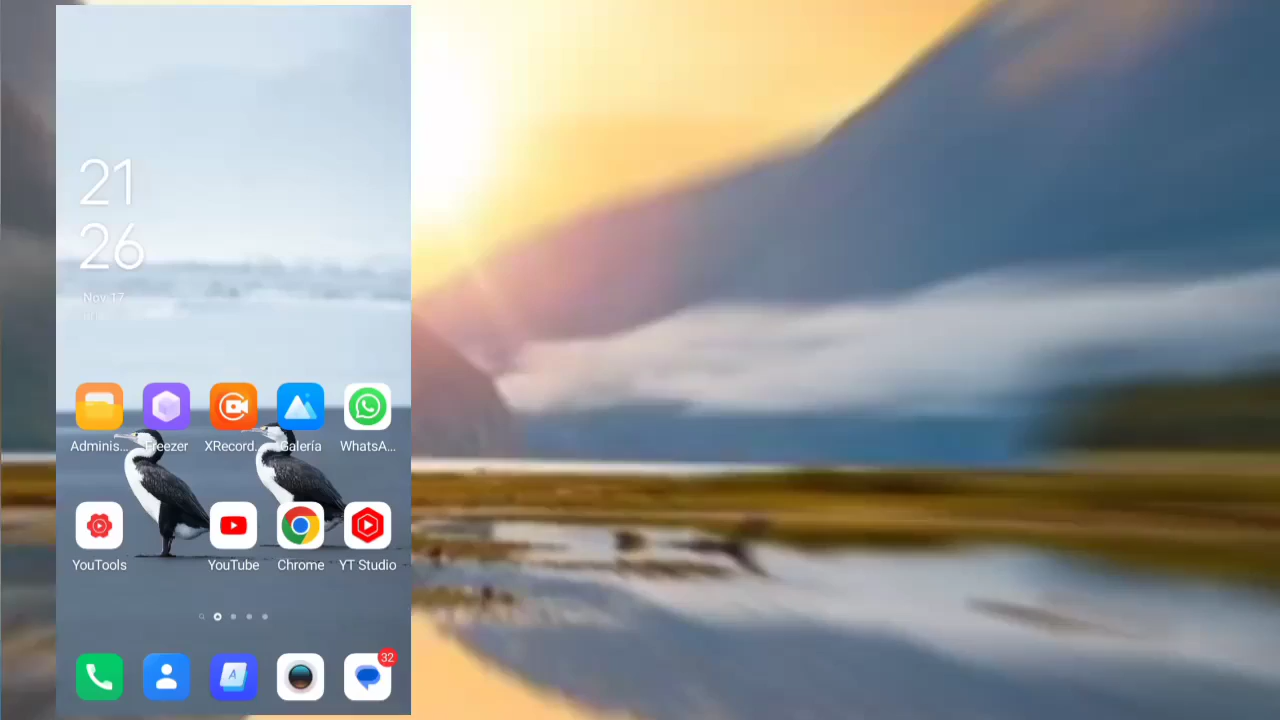 21
26
Nov 17
Adminis... Freezer XRecord. Galería WhatsA...
YouTools YouTube Chrome YT Studio
A 32